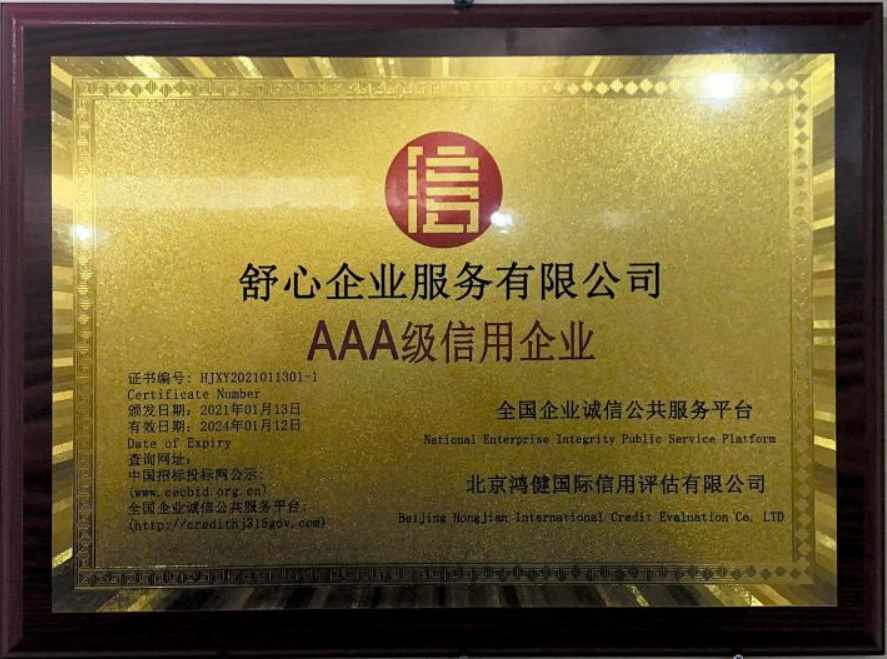 信
舒心企业服务有限公司
AAA级信用企业
证书编号: HJXY2021011301-1
Certificate Number
颁发日期: 2021年01月13日
有效日期: 2024年01月12日
Date of Expiry
查询网址:
中国招标投标网公示:
(www.cecbid.org.cn)
全国企业诚信公共服务平台:
(http://credithj315gov.com)
全国企业诚信公共服务平台
National Enterprise Integrity Public Service Platform
北京鸿健国际信用评估有限公司
Beijing Hongjian International Credit Evaluation Co. LTD